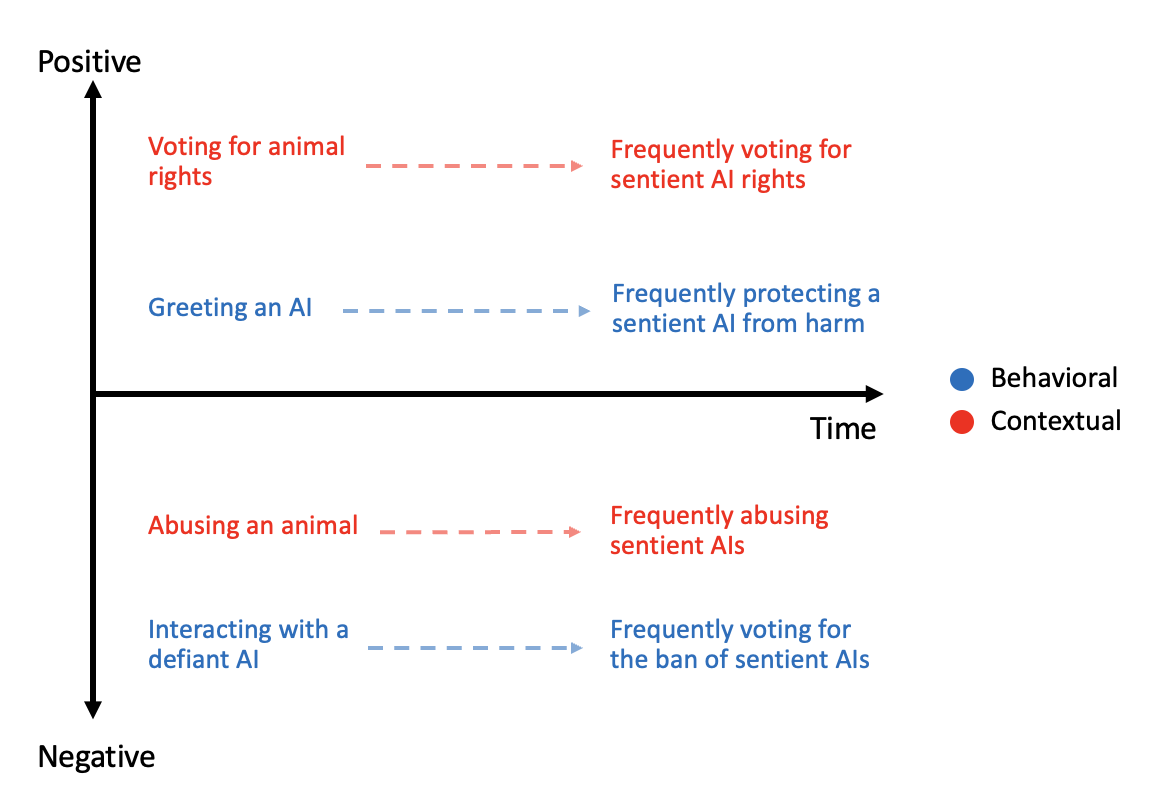 Positive
Voting for animal
rights
Frequently voting for
sentient AI rights
Greeting an AI
Frequently protecting a
sentient AI from harm
Behavioral
Contextual
Time
Abusing an animal
Frequently abusing
sentient AIs
Interacting with a
defiant AI
Frequently voting for
the ban of sentient AIs
Negative